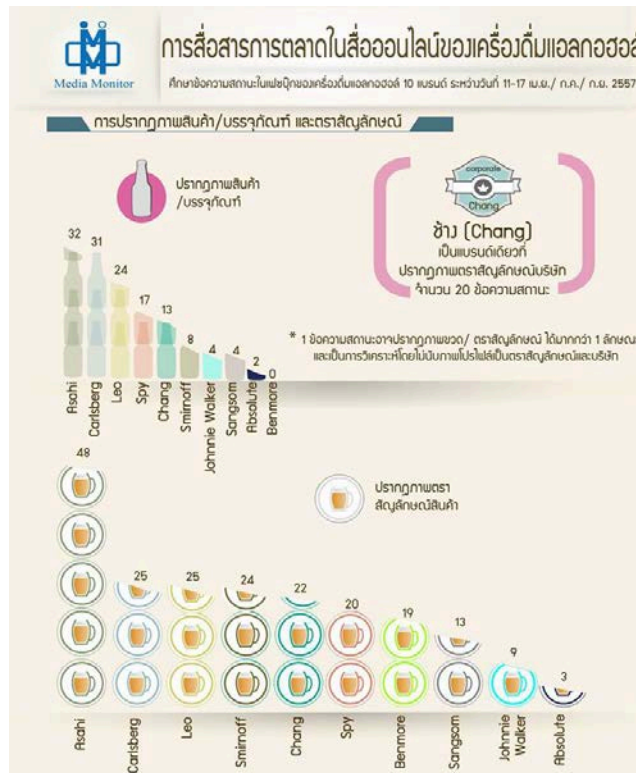 Media Monitor
การสื่อสารการตลาดในสื่อออนไลน์ของเครื่องดื่มแอลกอฮอล์
ศึกษาข้อความสถานะในเฟซบุ๊กของเครื่องดื่มแอลกอฮอล์ 10 แบรนด์ ระหว่างวันที่ 11-17 เม.ย./ ก.ค./ ก.ย. 2557
การปรากฏภาพสินค้า/บรรจุภัณฑ์ และตราสัญลักษณ์
ปรากฏภาพสินค้า
/บรรจุภัณฑ์
corporate
Chang
ช้าง (Chang)
เป็นแบรนด์เดียวที่
ปรากฏภาพตราสัญลักษณ์บริษัท
จำนวน 20 ข้อความสถานะ
* 1 ข้อความสถานะอาจปรากฏภาพขวด/ ตราสัญลักษณ์ ได้มากกว่า 1 ลักษณะ
และเป็นการวิเคราะห์โดยไม่นับภาพโปรไฟล์เป็นตราสัญลักษณ์และบริษัท
32
31
24
17
13
8
4
4
2
0
Asahi
Carlsberg
Leo
Spy
Chang
Smirnoff
Johnnie Walker
Sangsom
Absolute
Benmore
ปรากฏภาพตรา
สัญลักษณ์สินค้า
48
25
25
24
22
20
19
13
9
3
Asahi
Carlsberg
Leo
Smirnoff
Chang
Spy
Benmore
Sangsom
Johnnie
Walker
Absolute